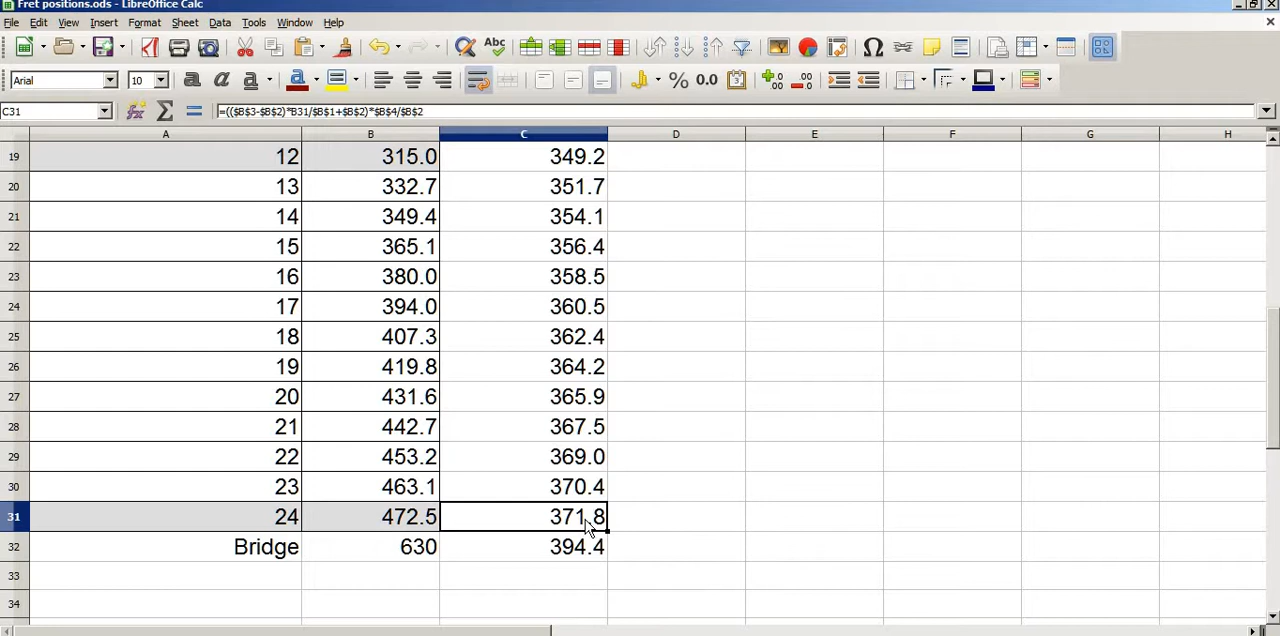 Fret positions.ods - LibreOffice Calc
File Edit View Insert Format Sheet Data Tools Window Help
Arial 10
C31 =(($B$3-$B$2)*B31/$B$1+$B$2)*$B$4/$B$2
A B C D E F G H
19 12 315.0 349.2
20 13 332.7 351.7
21 14 349.4 354.1
22 15 365.1 356.4
23 16 380.0 358.5
24 17 394.0 360.5
25 18 407.3 362.4
26 19 419.8 364.2
27 20 431.6 365.9
28 21 442.7 367.5
29 22 453.2 369.0
30 23 463.1 370.4
31 24 472.5 371.8
32 Bridge 630 394.4
33
34